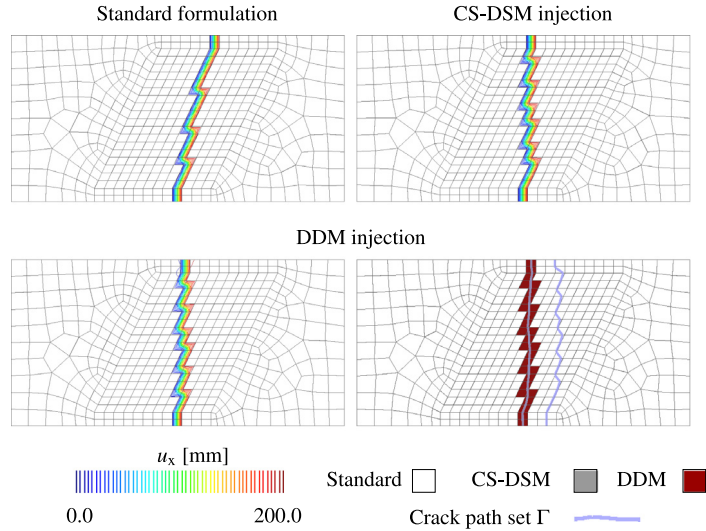 Standard formulation CS-DSM injection
DDM injection
u_x [mm]
Standard CS-DSM DDM
0.0 200.0
Crack path set Γ